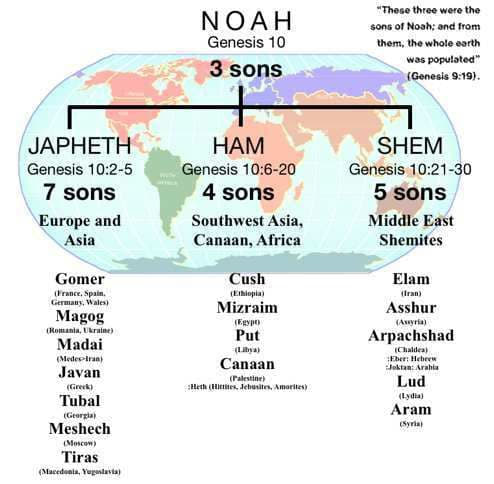 NOAH
Genesis 10
3 sons
"These three were the
sons of Noah; and from
them, the whole earth
was populated"
(Genesis 9:19).
JAPHETH
Genesis 10:2-5
7 sons
Europe and
Asia
Gomer
(France, Spain,
Germany, Wales)
Magog
(Romania, Ukraine)
Madai
(Medes>Iran)
Javan
(Greek)
Tubal
(Georgia)
Meshech
(Moscow)
Tiras
(Macedonia, Yugoslavia)
HAM
Genesis 10:6-20
4 sons
Southwest Asia,
Canaan, Africa
Cush
(Ethiopia)
Mizraim
(Egypt)
Put
(Libya)
Canaan
(Palestine)
:Heth (Hittites, Jebusites, Amorites)
SHEM
Genesis 10:21-30
5 sons
Middle East
Shemites
Elam
(Iran)
Asshur
(Assyria)
Arpachshad
(Chaldea)
:Eber: Hebrew
:Joktan: Arabia
Lud
(Lydia)
Aram
(Syria)